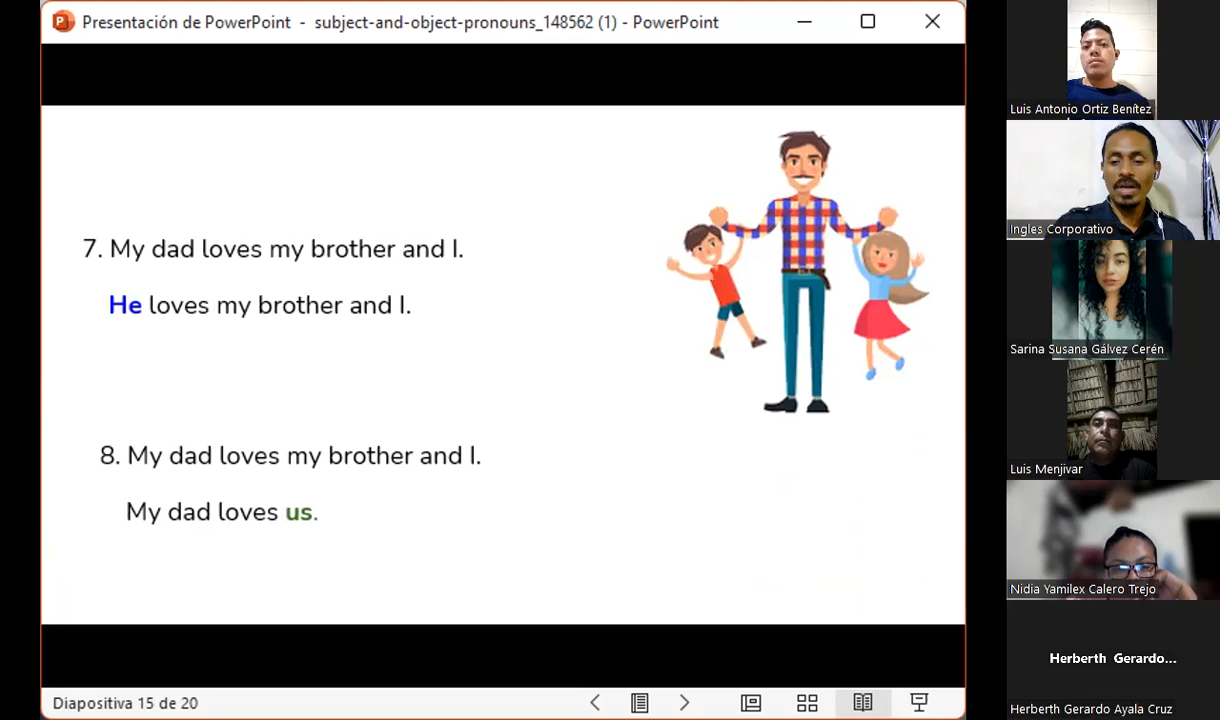 Presentación de PowerPoint - subject-and-object-pronouns_148562 (1) - PowerPoint
7. My dad loves my brother and I.
He loves my brother and I.
8. My dad loves my brother and I.
My dad loves us.
Diapositiva 15 de 20
Luis Antonio Ortiz Benítez
Ingles Corporativo
Sarina Susana Gálvez Cerén
Luis Menjivar
Nidia Yamilex Calero Trejo
Herberth Gerardo...
Herberth Gerardo Ayala Cruz